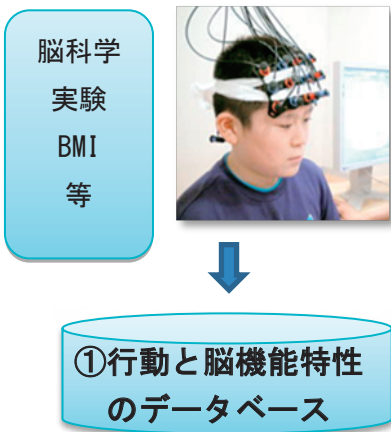 脳科学
実験
BMI
等
①行動と脳機能特性
のデータベース